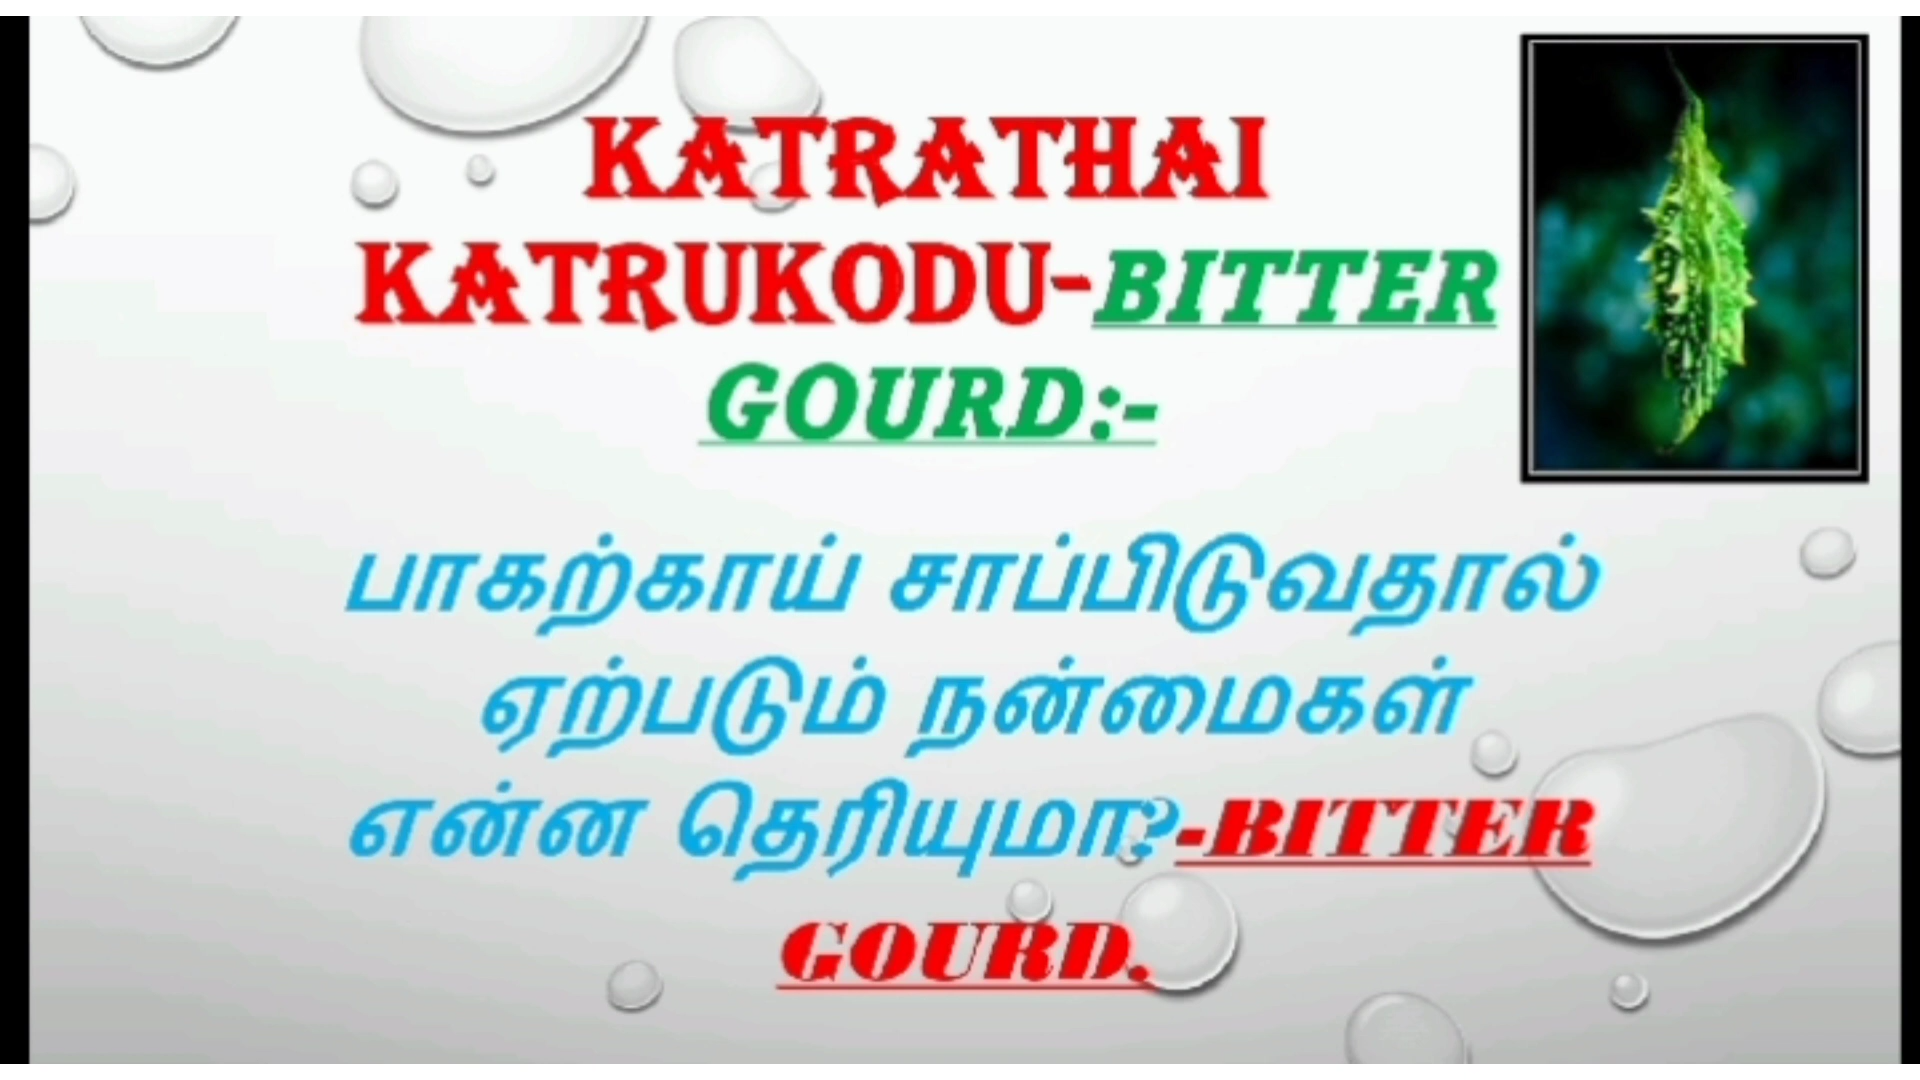 KATRATHAI
KATRUKODU-BITTER
GOURD:-
பாகற்காய் சாப்பிடுவதால்
ஏற்படும் நன்மைகள்
என்ன தெரியுமா?-BITTER
GOURD.